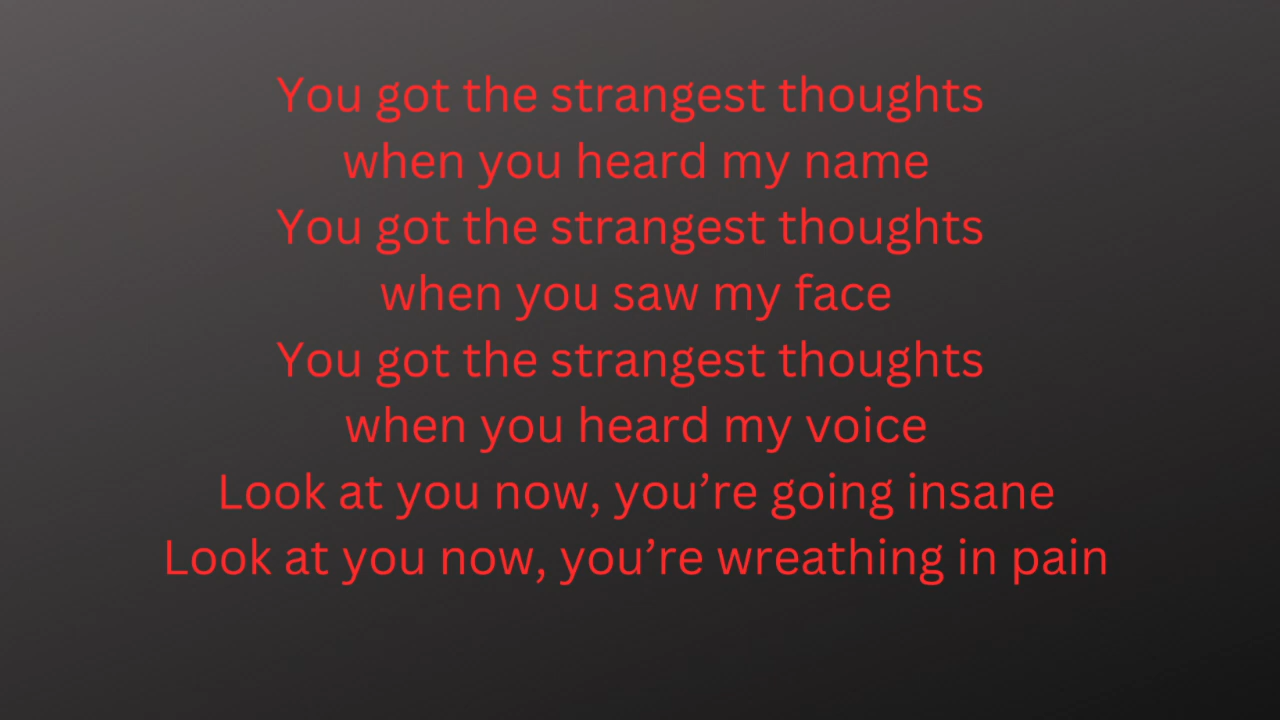 You got the strangest thoughts
when you heard my name
You got the strangest thoughts
when you saw my face
You got the strangest thoughts
when you heard my voice
Look at you now, you’re going insane
Look at you now, you’re wreathing in pain